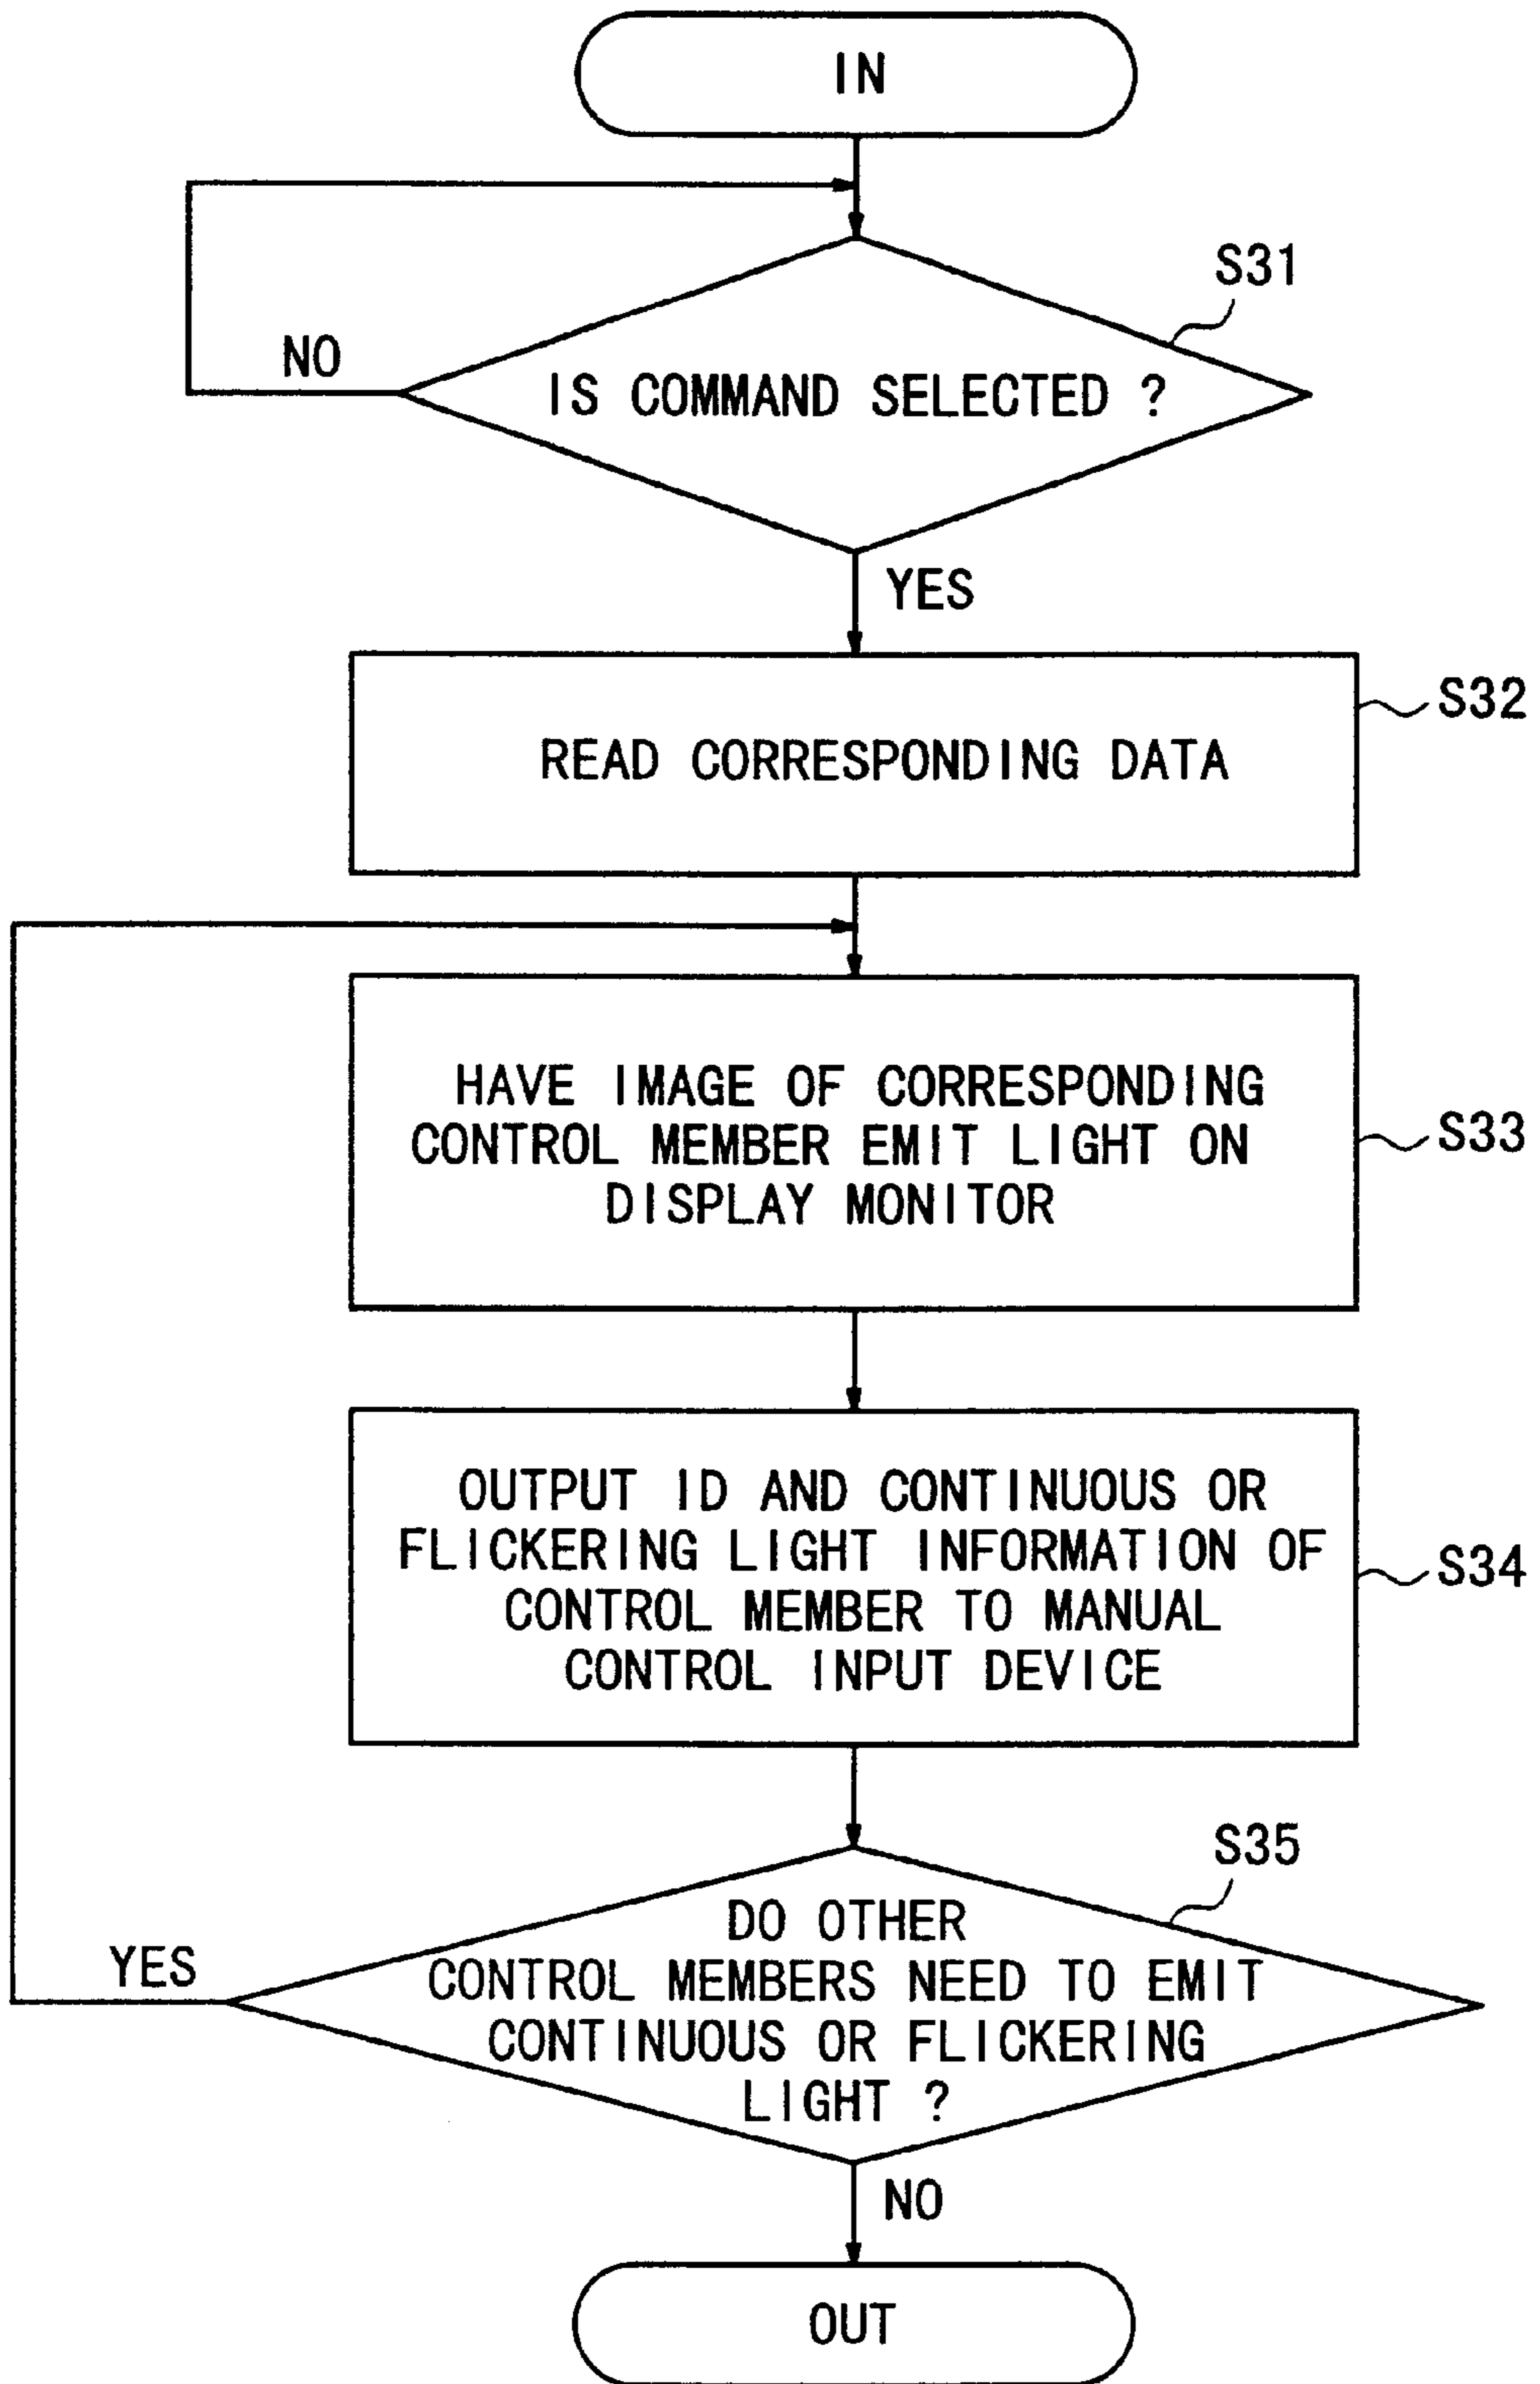 IN
S31
NO
IS COMMAND SELECTED ?
YES
S32
READ CORRESPONDING DATA
HAVE IMAGE OF CORRESPONDING
CONTROL MEMBER EMIT LIGHT ON
DISPLAY MONITOR
S33
OUTPUT ID AND CONTINUOUS OR
FLICKERING LIGHT INFORMATION OF
CONTROL MEMBER TO MANUAL
CONTROL INPUT DEVICE
S34
S35
YES
DO OTHER
CONTROL MEMBERS NEED TO EMIT
CONTINUOUS OR FLICKERING
LIGHT ?
NO
OUT